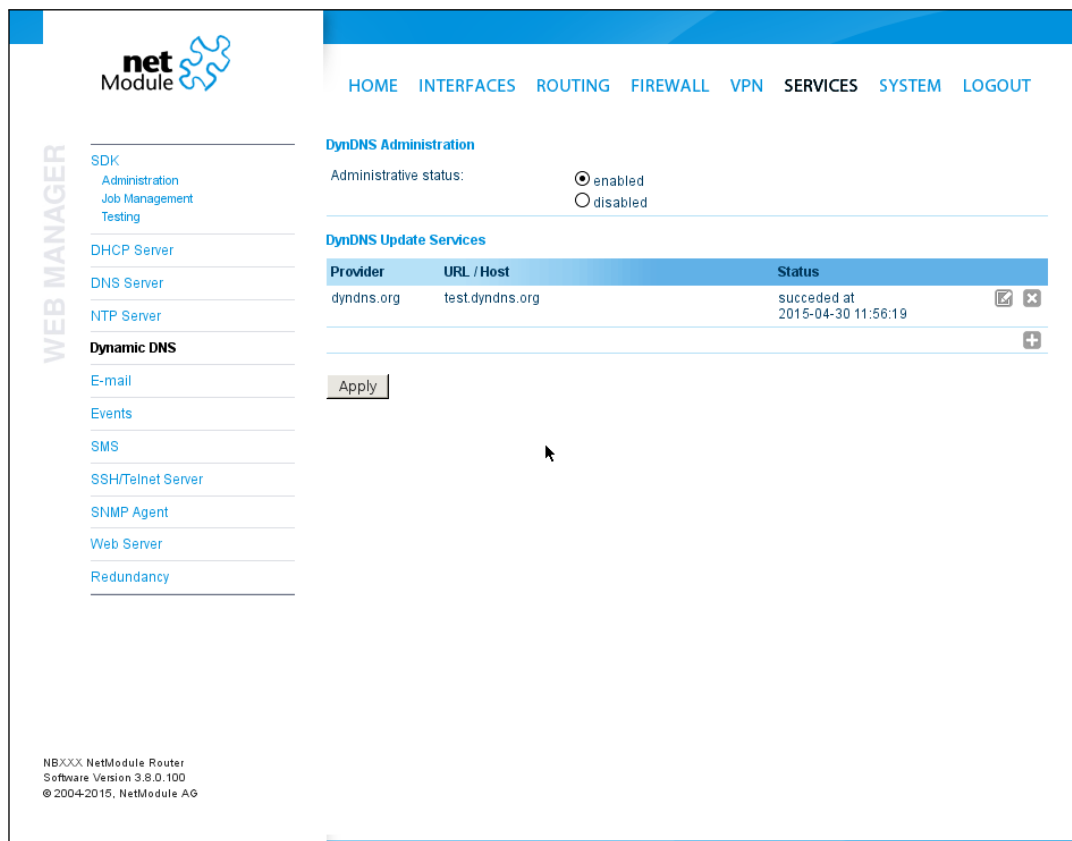 net
Module
HOME INTERFACES ROUTING FIREWALL VPN SERVICES SYSTEM LOGOUT
WEB MANAGER
SDK
Administration
Job Management
Testing
DHCP Server
DNS Server
NTP Server
Dynamic DNS
E-mail
Events
SMS
SSH/Telnet Server
SNMP Agent
Web Server
Redundancy
DynDNS Administration
Administrative status: enabled
disabled
DynDNS Update Services
Provider URL / Host Status
dyndns.org test.dyndns.org succeded at
2015-04-30 11:56:19
Apply
NBXXX NetModule Router
Software Version 3.8.0.100
© 2004-2015, NetModule AG